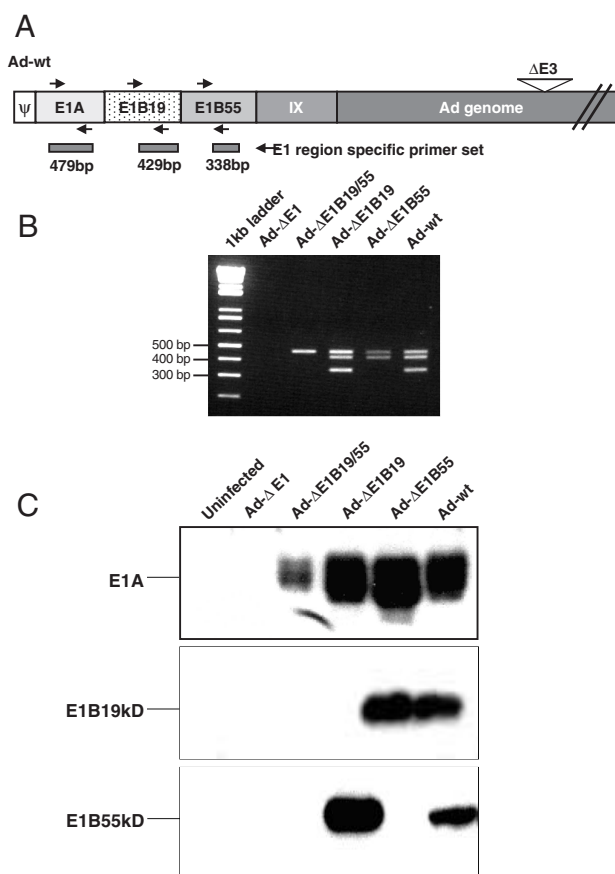 A
Ad-wt
ΔE3
ψ E1A E1B19 E1B55 IX Ad genome
479bp 429bp 338bp E1 region specific primer set
B
1kb ladder
Ad-ΔE1
Ad-ΔE1B19/55
Ad-ΔE1B19
Ad-ΔE1B55
Ad-wt
500 bp
400 bp
300 bp
C
Uninfected
Ad-ΔE1
Ad-ΔE1B19/55
Ad-ΔE1B19
Ad-ΔE1B55
Ad-wt
E1A
E1B19kD
E1B55kD